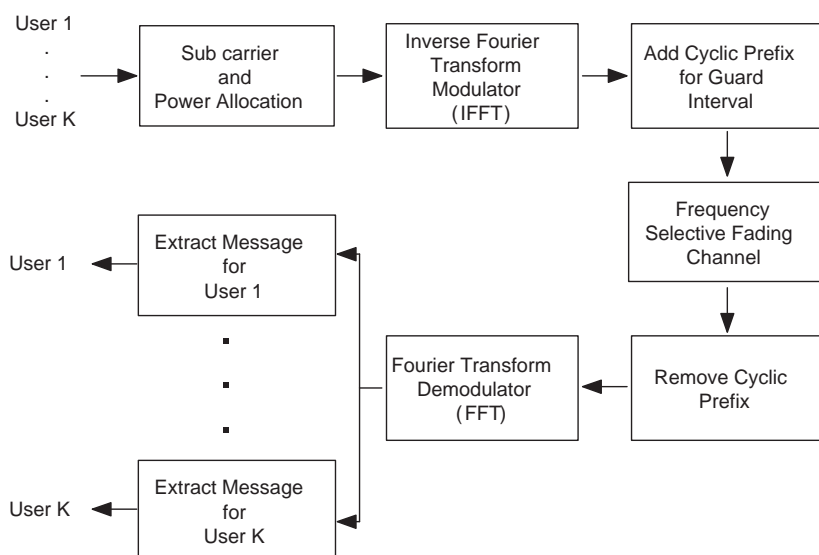 User 1
.
.
.
User K
Sub carrier
and
Power Allocation
Inverse Fourier
Transform
Modulator
(IFFT)
Add Cyclic Prefix
for Guard
Interval
Frequency
Selective Fading
Channel
Remove Cyclic
Prefix
Fourier Transform
Demodulator
(FFT)
Extract Message
for
User 1
User 1
Extract Message
for
User K
User K